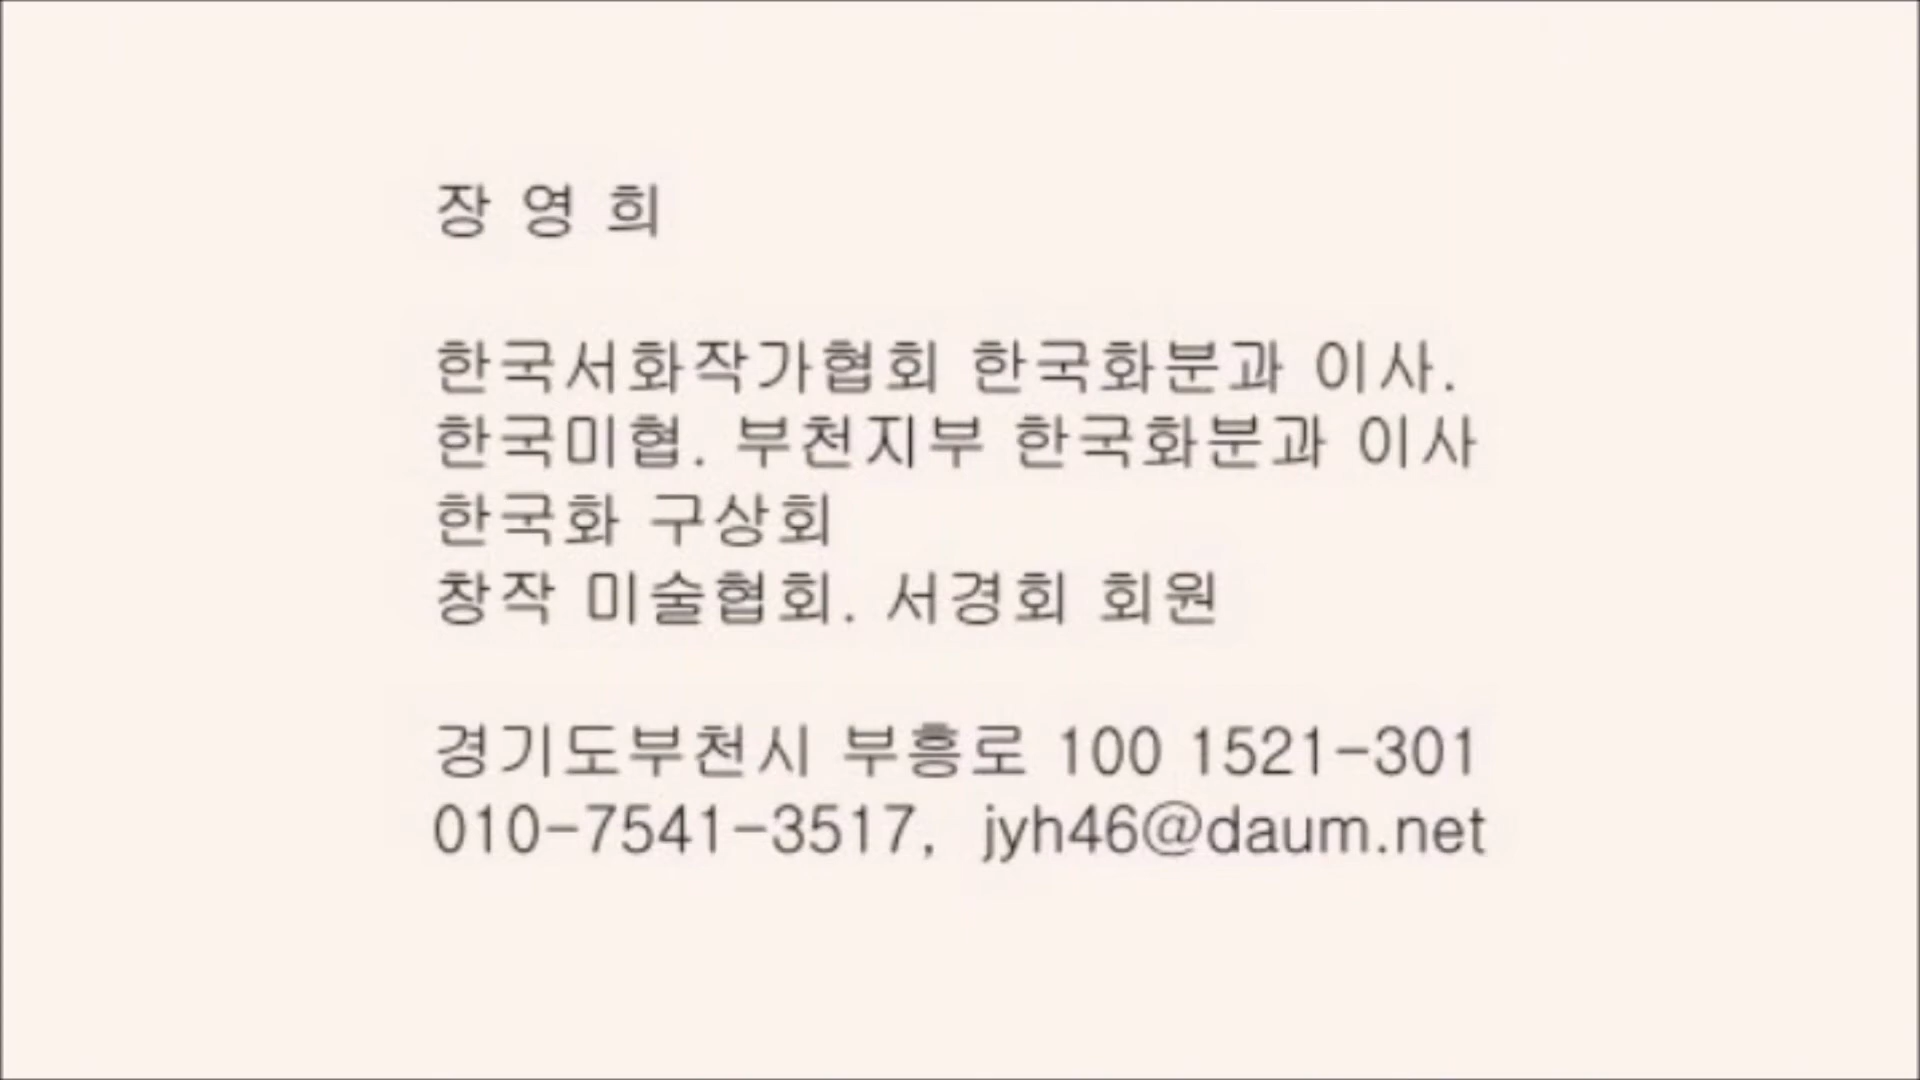 장 영 희
한국서화작가협회 한국화분과 이사.
한국미협. 부천지부 한국화분과 이사
한국화 구상회
창작 미술협회. 서경회 회원
경기도부천시 부흥로 100 1521-301
010-7541-3517, jyh46@daum.net